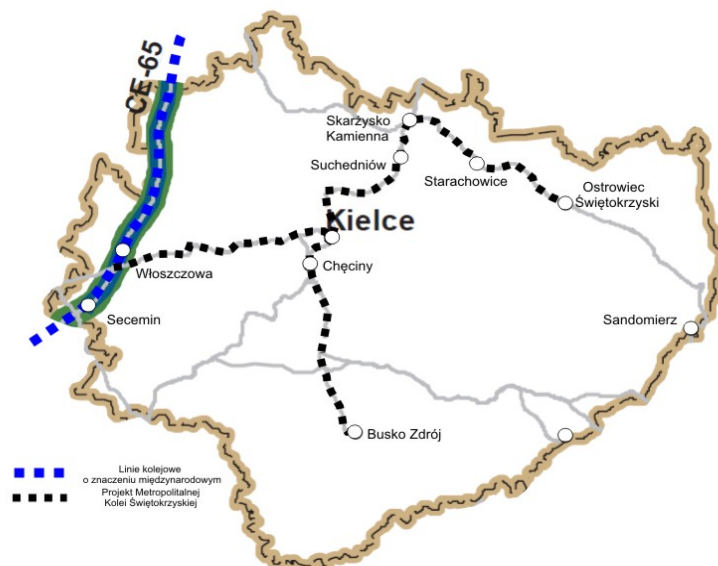 CE-65
Skarżysko
Kamienna
Suchedniów
Starachowice
Ostrowiec
Świętokrzyski
Kielce
Włoszczowa
Chęciny
Secemin
Sandomierz
Busko Zdrój
Linie kolejowe
o znaczeniu międzynarodowym
Projekt Metropolitalnej
Kolei Świętokrzyskiej